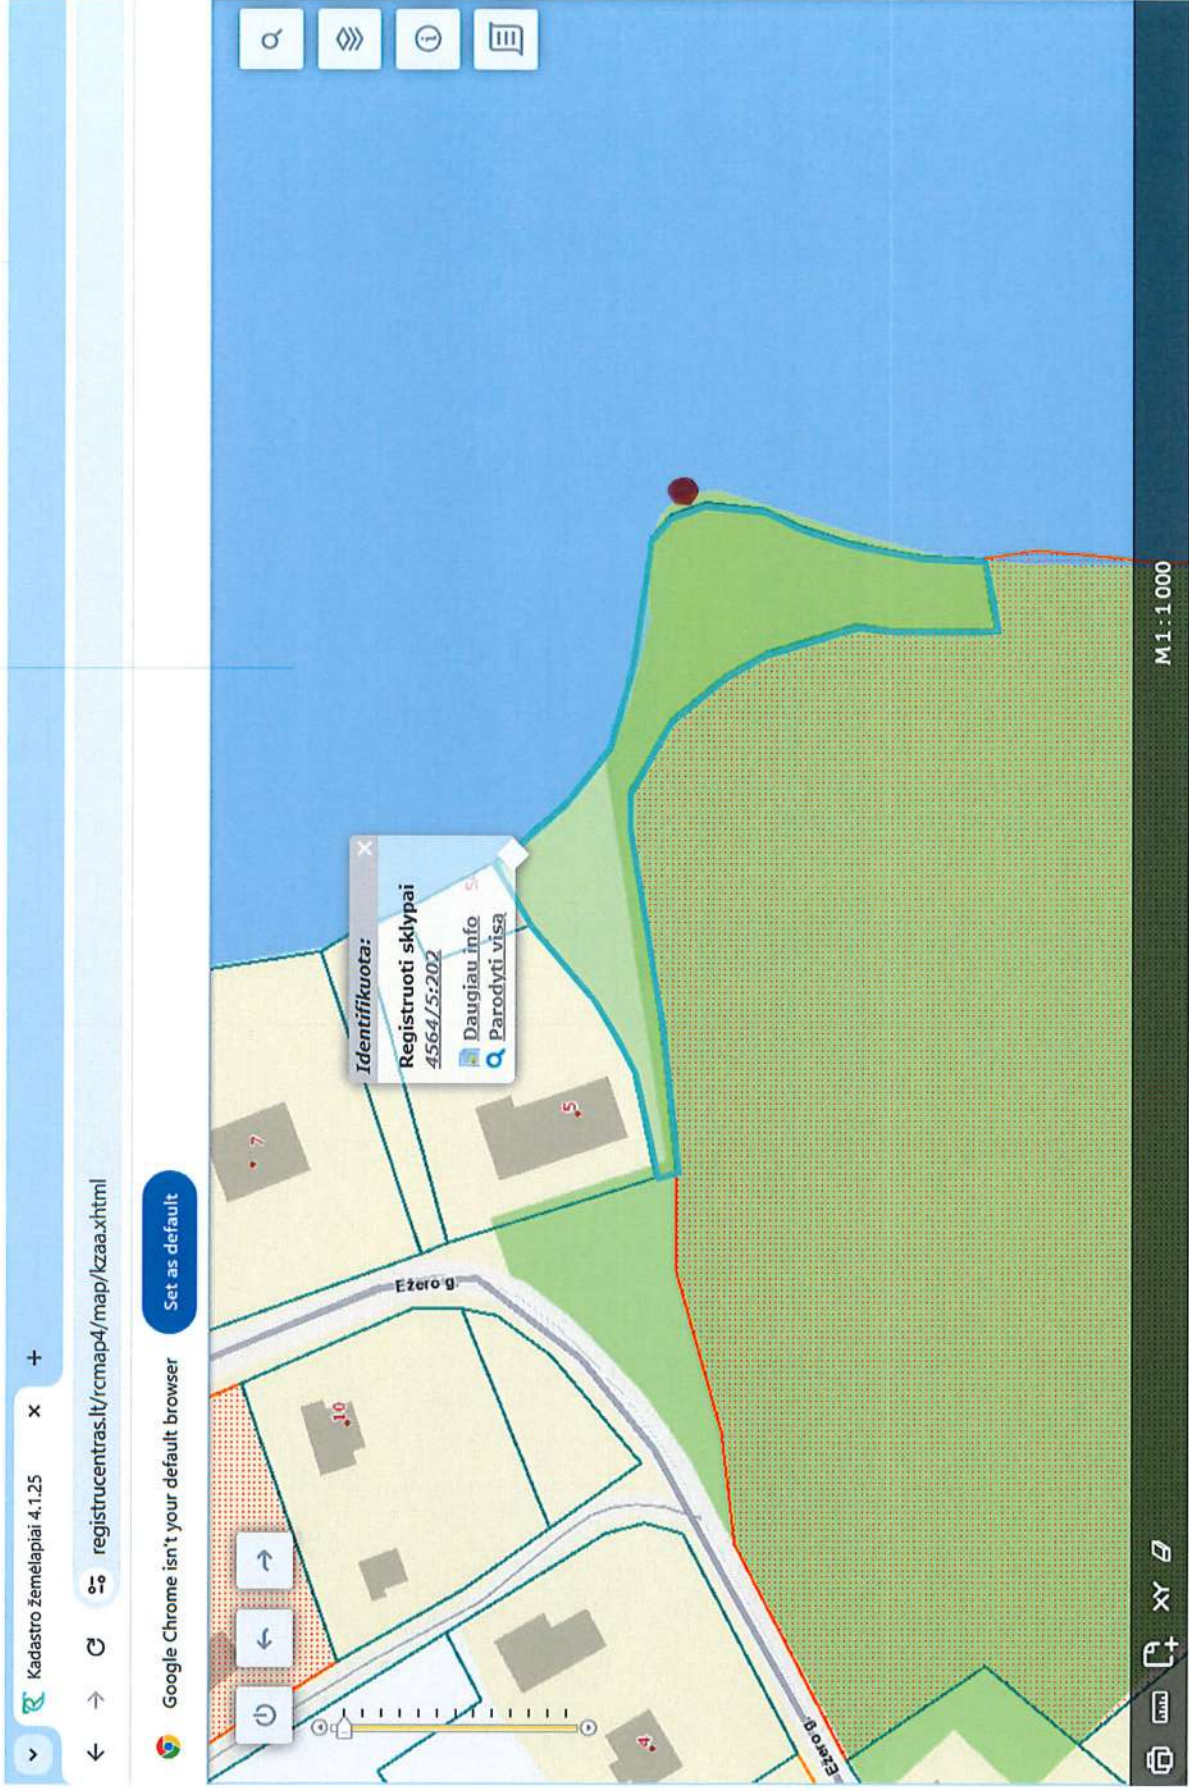 Kadastro žemėlapiai 4.1.25
registrucentras.lt/rcmap4/map/kzaa.xhtml
Google Chrome isn't your default browser
Set as default
Identifikuota:
Registruoti sklypai
4564/5:202
Daugiau info
Parodyti visą
7
5
10
4
Ežero g.
Ežero g.
XY
M 1 : 1 000